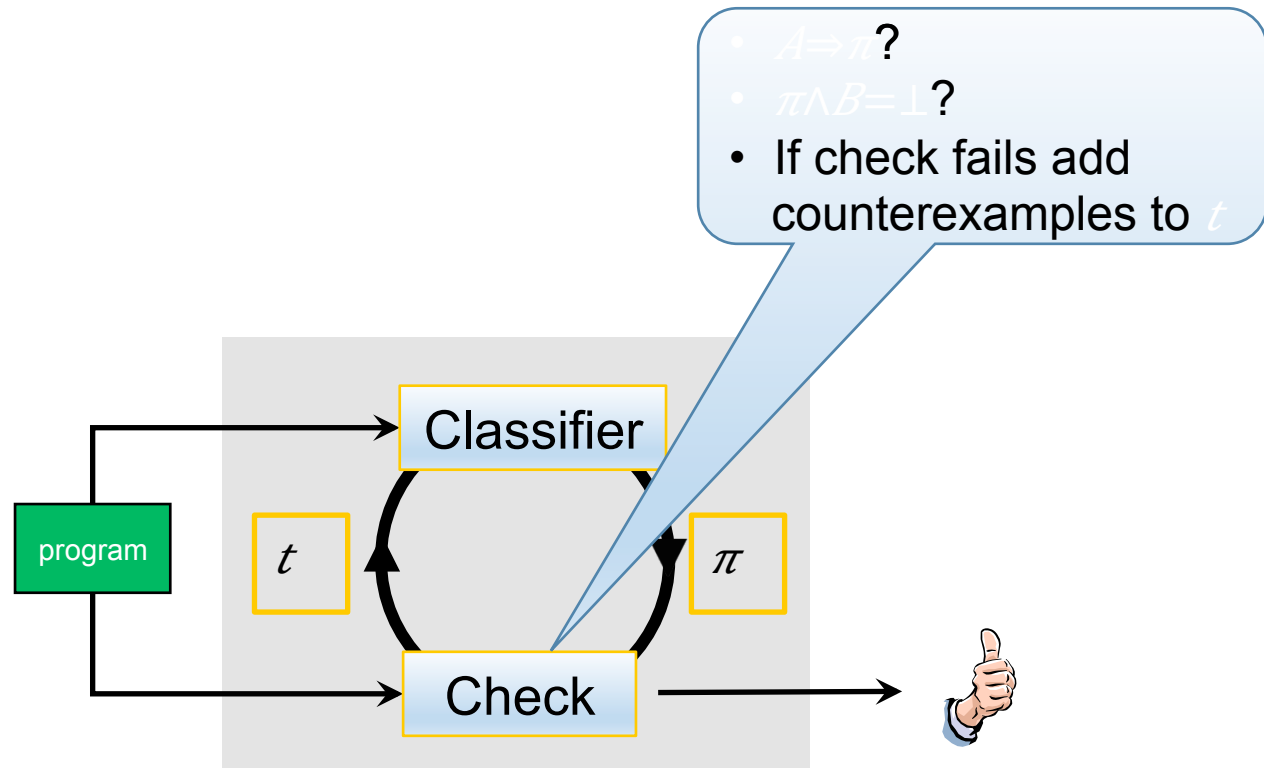 • A⇒π?
• π∧B=⊥?
• If check fails add
counterexamples to t
Classifier
program
t
π
Check